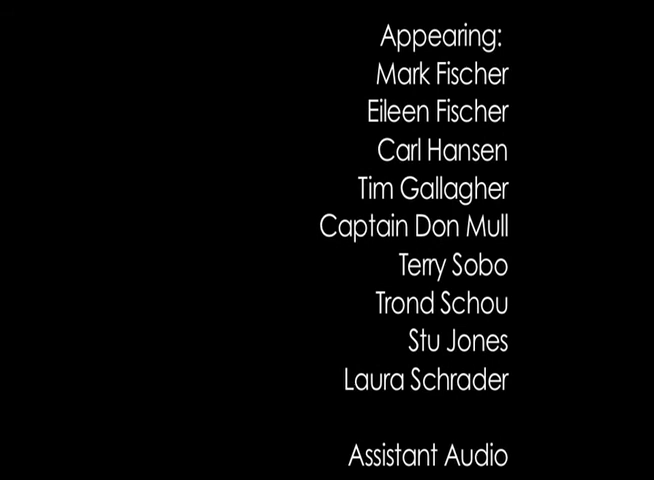 Appearing:
Mark Fischer
Eileen Fischer
Carl Hansen
Tim Gallagher
Captain Don Mull
Terry Sobo
Trond Schou
Stu Jones
Laura Schrader
Assistant Audio